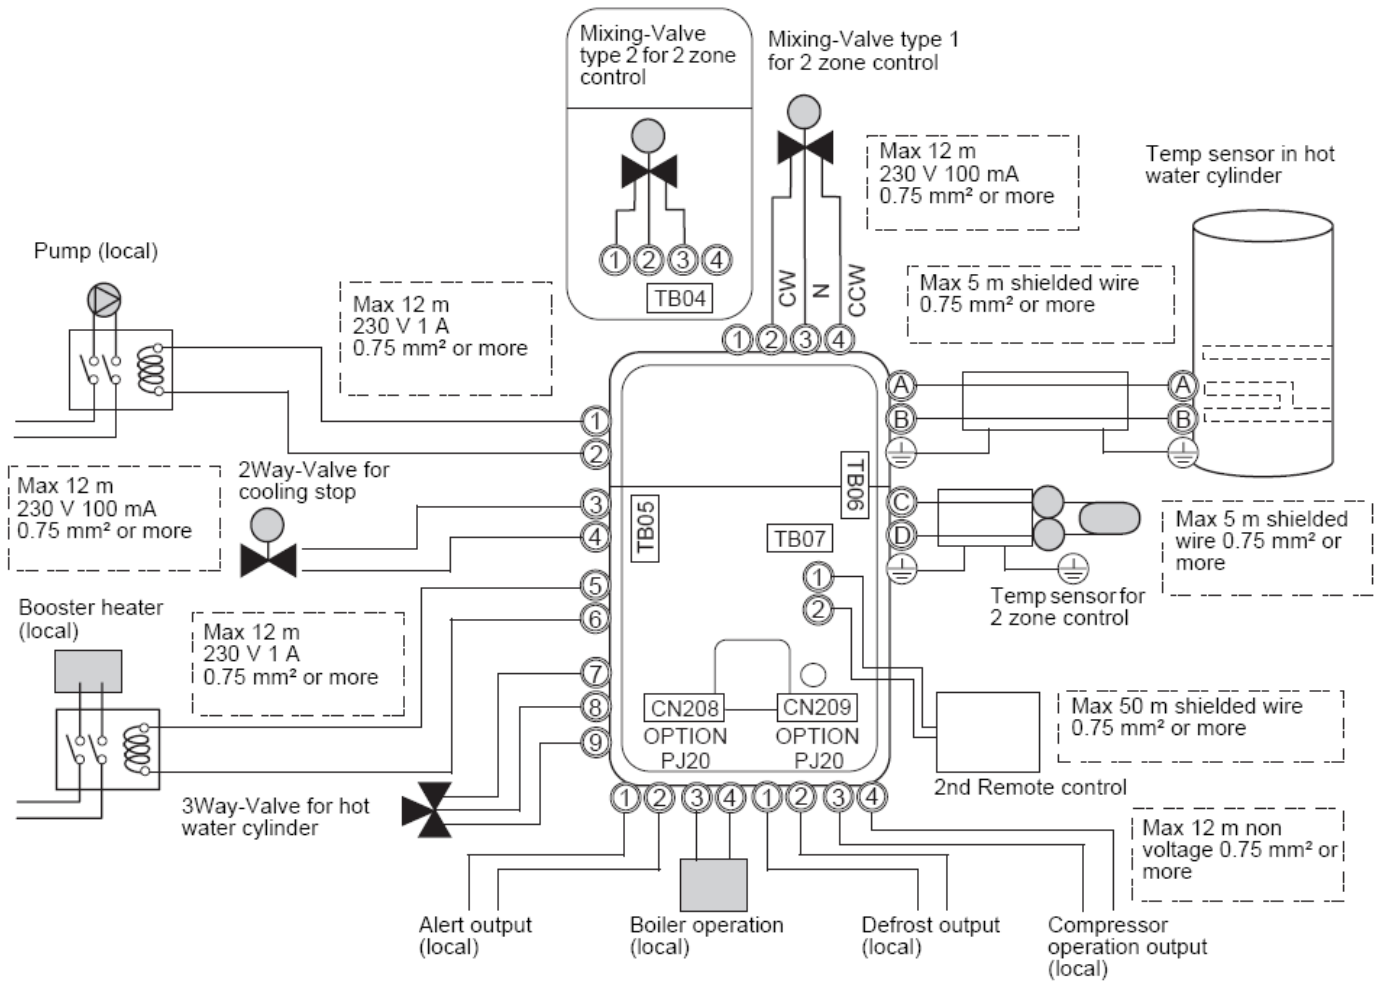 Mixing-Valve
type 2 for 2 zone
control
1 2 3 4
TB04
Mixing-Valve type 1
for 2 zone control
Max 12 m
230 V 100 mA
0.75 mm² or more
CW
N
CCW
1 2 3 4
Temp sensor in hot
water cylinder
Max 5 m shielded wire
0.75 mm² or more
Pump (local)
Max 12 m
230 V 1 A
0.75 mm² or more
1
2
A
B
A
B
Max 12 m
230 V 100 mA
0.75 mm² or more
2Way-Valve for
cooling stop
3
4
TB05
TB06
TB07
1
2
C
D
Max 5 m shielded
wire 0.75 mm² or
more
Temp sensor for
2 zone control
Booster heater
(local)
Max 12 m
230 V 1 A
0.75 mm² or more
5
6
7
8
9
CN208
OPTION
PJ20
CN209
OPTION
PJ20
Max 50 m shielded wire
0.75 mm² or more
2nd Remote control
3Way-Valve for hot
water cylinder
1 2 3 4 1 2 3 4
Max 12 m non
voltage 0.75 mm² or
more
Alert output
(local)
Boiler operation
(local)
Defrost output
(local)
Compressor
operation output
(local)